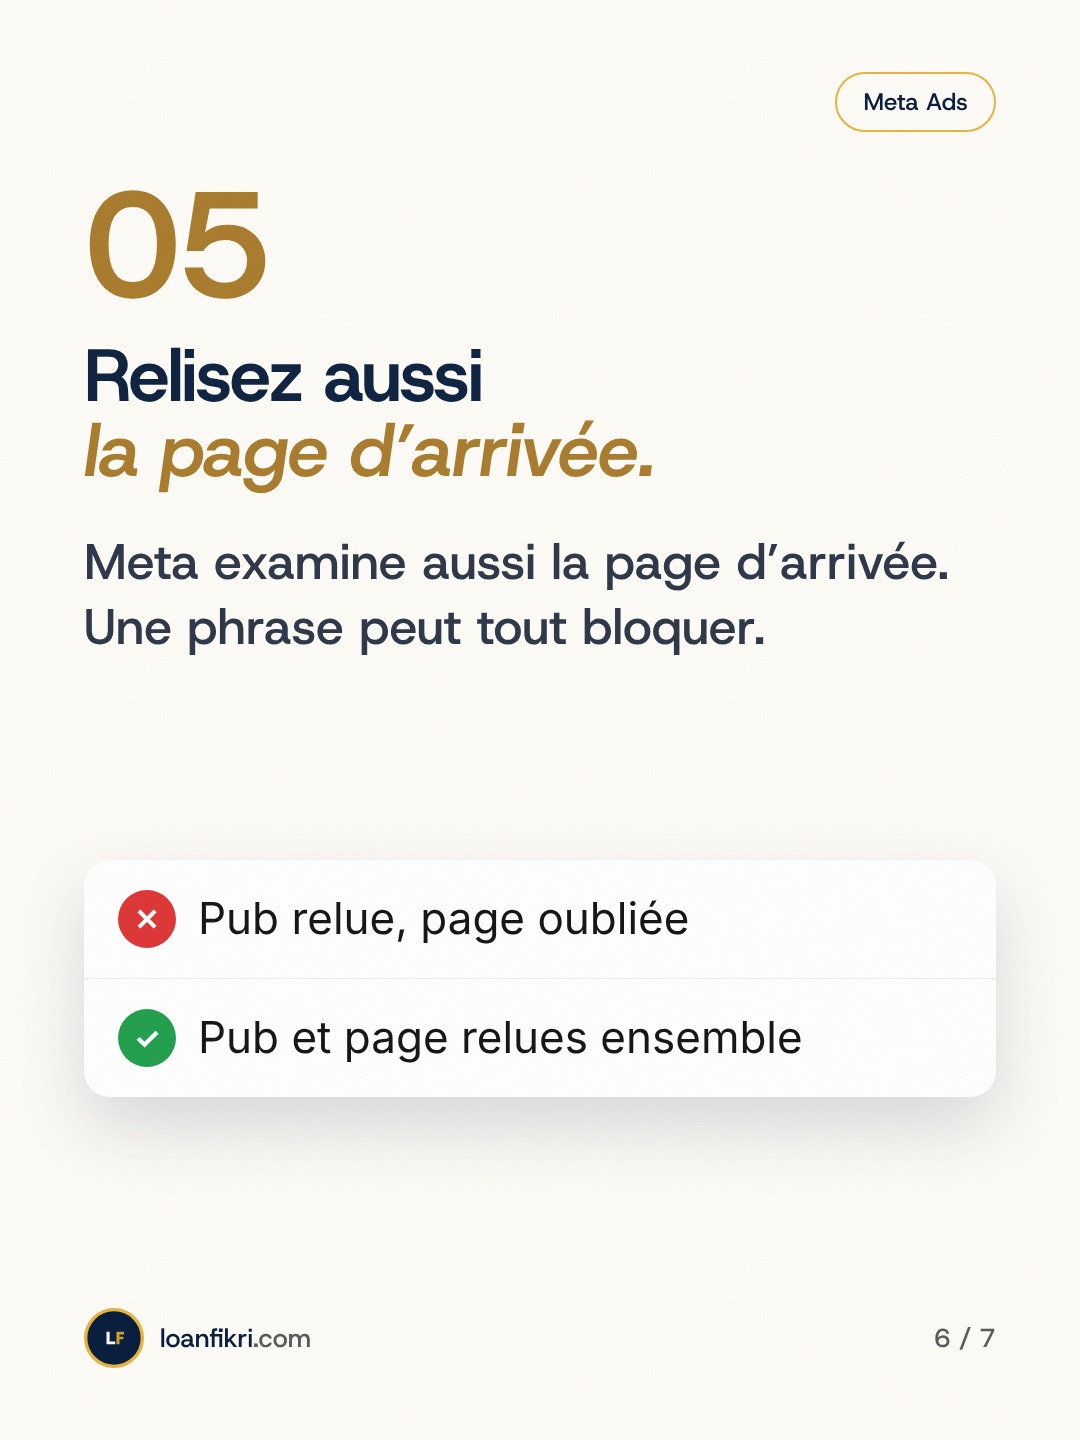 Meta Ads
05
Relisez aussi
la page d’arrivée.
Meta examine aussi la page d’arrivée.
Une phrase peut tout bloquer.
Pub relue, page oubliée
Pub et page relues ensemble
LF loanfikri.com
6 / 7